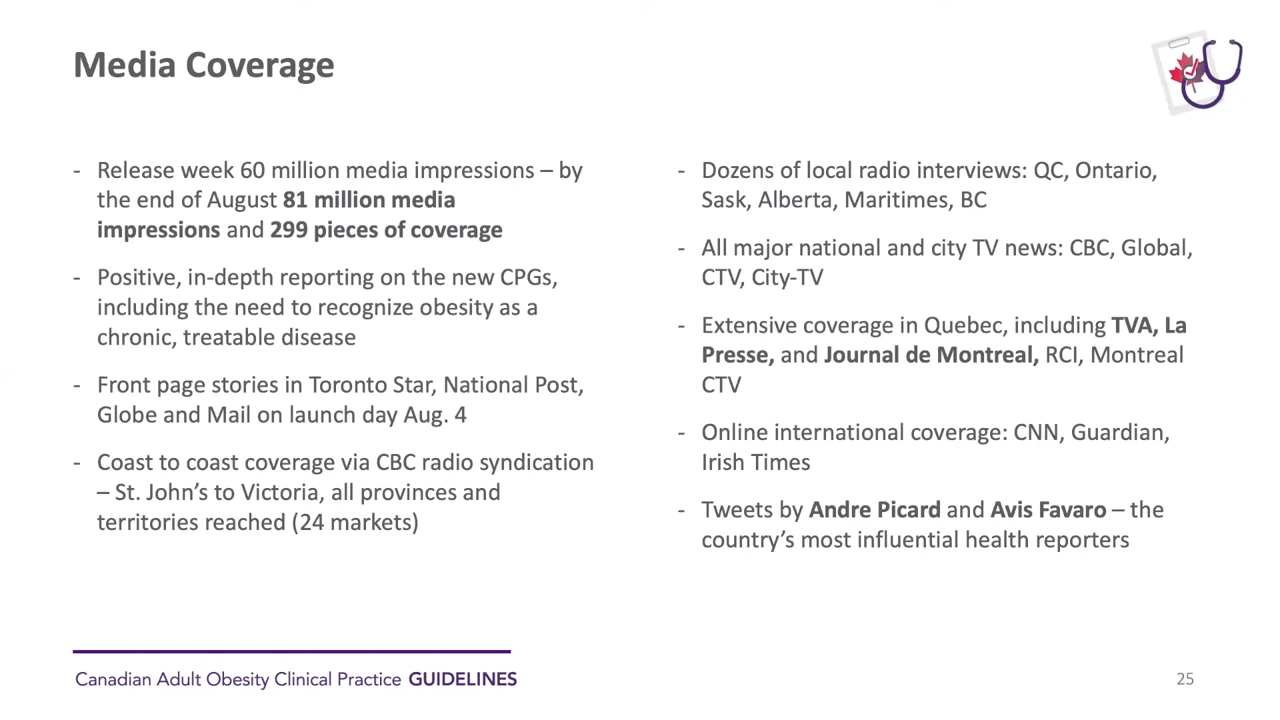 Media Coverage
- Release week 60 million media impressions – by
the end of August 81 million media
impressions and 299 pieces of coverage
- Positive, in-depth reporting on the new CPGs,
including the need to recognize obesity as a
chronic, treatable disease
- Front page stories in Toronto Star, National Post,
Globe and Mail on launch day Aug. 4
- Coast to coast coverage via CBC radio syndication
– St. John’s to Victoria, all provinces and
territories reached (24 markets)
- Dozens of local radio interviews: QC, Ontario,
Sask, Alberta, Maritimes, BC
- All major national and city TV news: CBC, Global,
CTV, City-TV
- Extensive coverage in Quebec, including TVA, La
Presse, and Journal de Montreal, RCI, Montreal
CTV
- Online international coverage: CNN, Guardian,
Irish Times
- Tweets by Andre Picard and Avis Favaro – the
country’s most influential health reporters
Canadian Adult Obesity Clinical Practice GUIDELINES
25